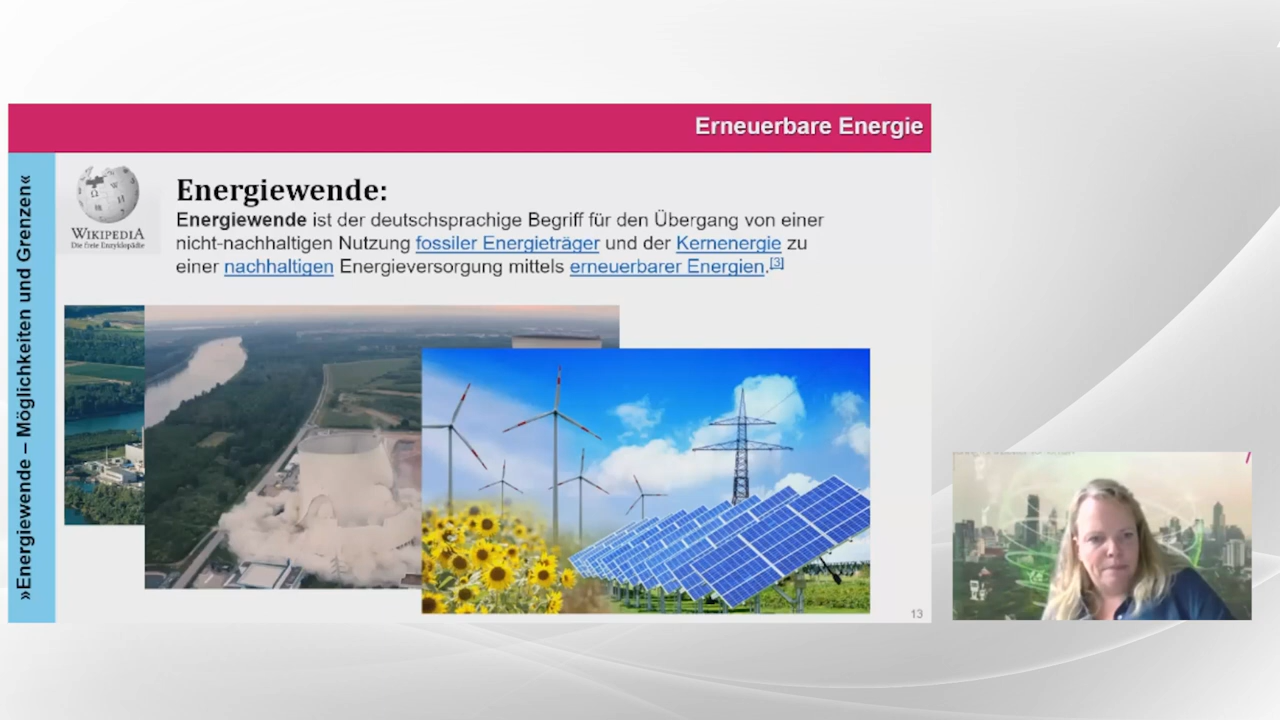 Erneuerbare Energie
»Energiewende – Möglichkeiten und Grenzen«
WIKIPEDIA
Die freie Enzyklopädie
Energiewende:
Energiewende ist der deutschsprachige Begriff für den Übergang von einer
nicht-nachhaltigen Nutzung fossiler Energieträger und der Kernenergie zu
einer nachhaltigen Energieversorgung mittels erneuerbarer Energien.[3]
13